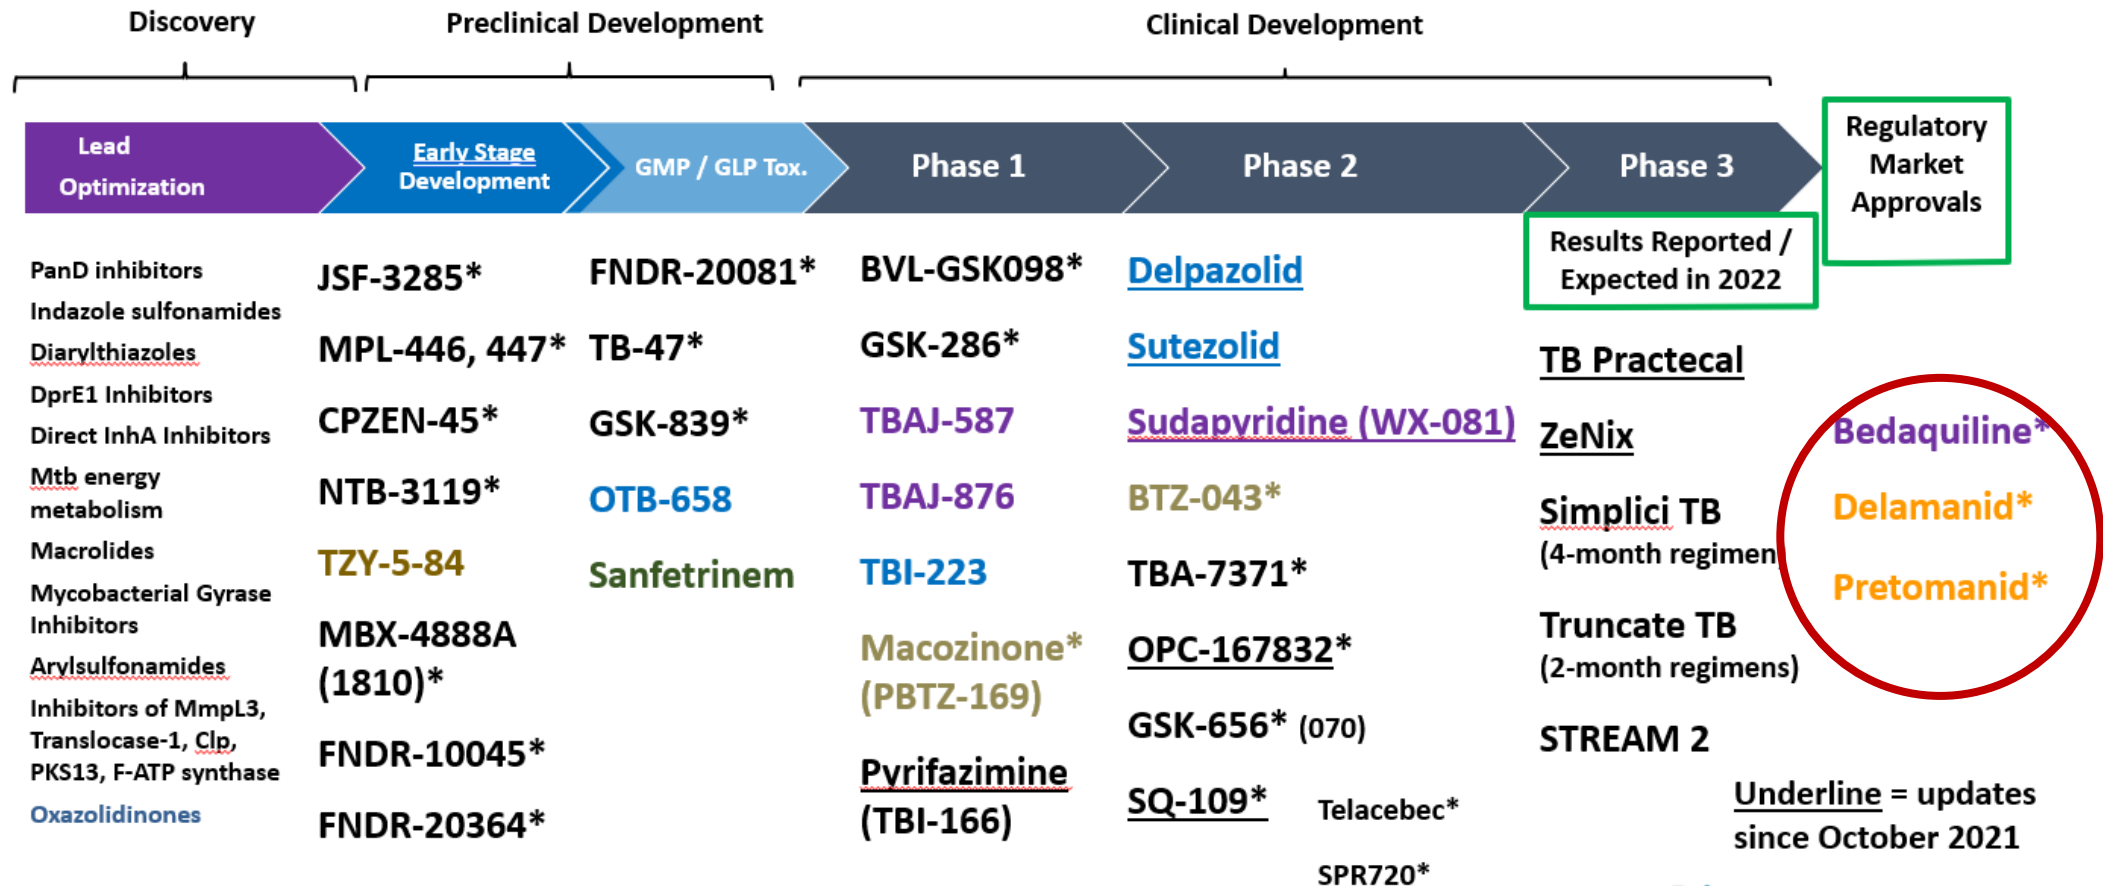 Discovery
Preclinical Development
Clinical Development
Lead
Optimization
Early Stage
Development
GMP / GLP Tox.
Phase 1
Phase 2
Phase 3
Regulatory
Market
Approvals
Results Reported /
Expected in 2022
PanD inhibitors
Indazole sulfonamides
Diarylthiazoles
DprE1 Inhibitors
Direct InhA Inhibitors
Mtb energy
metabolism
Macrolides
Mycobacterial Gyrase
Inhibitors
Arylsulfonamides
Inhibitors of MmpL3,
Translocase-1, Clp,
PKS13, F-ATP synthase
Oxazolidinones
JSF-3285*
MPL-446, 447*
CPZEN-45*
NTB-3119*
TZY-5-84
MBX-4888A
(1810)*
FNDR-10045*
FNDR-20364*
FNDR-20081*
TB-47*
GSK-839*
OTB-658
Sanfetrinem
BVL-GSK098*
GSK-286*
TBAJ-587
TBAJ-876
TBI-223
Macozinone*
(PBTZ-169)
Pyrifazimine
(TBI-166)
Delpazolid
Sutezolid
Sudapyridine (WX-081)
BTZ-043*
TBA-7371*
OPC-167832*
GSK-656* (070)
SQ-109*
Telacebec*
SPR720*
TB Practecal
ZeNix
Simplici TB
(4-month regimen
Truncate TB
(2-month regimens)
STREAM 2
Bedaquiline*
Delamanid*
Pretomanid*
Underline = updates
since October 2021